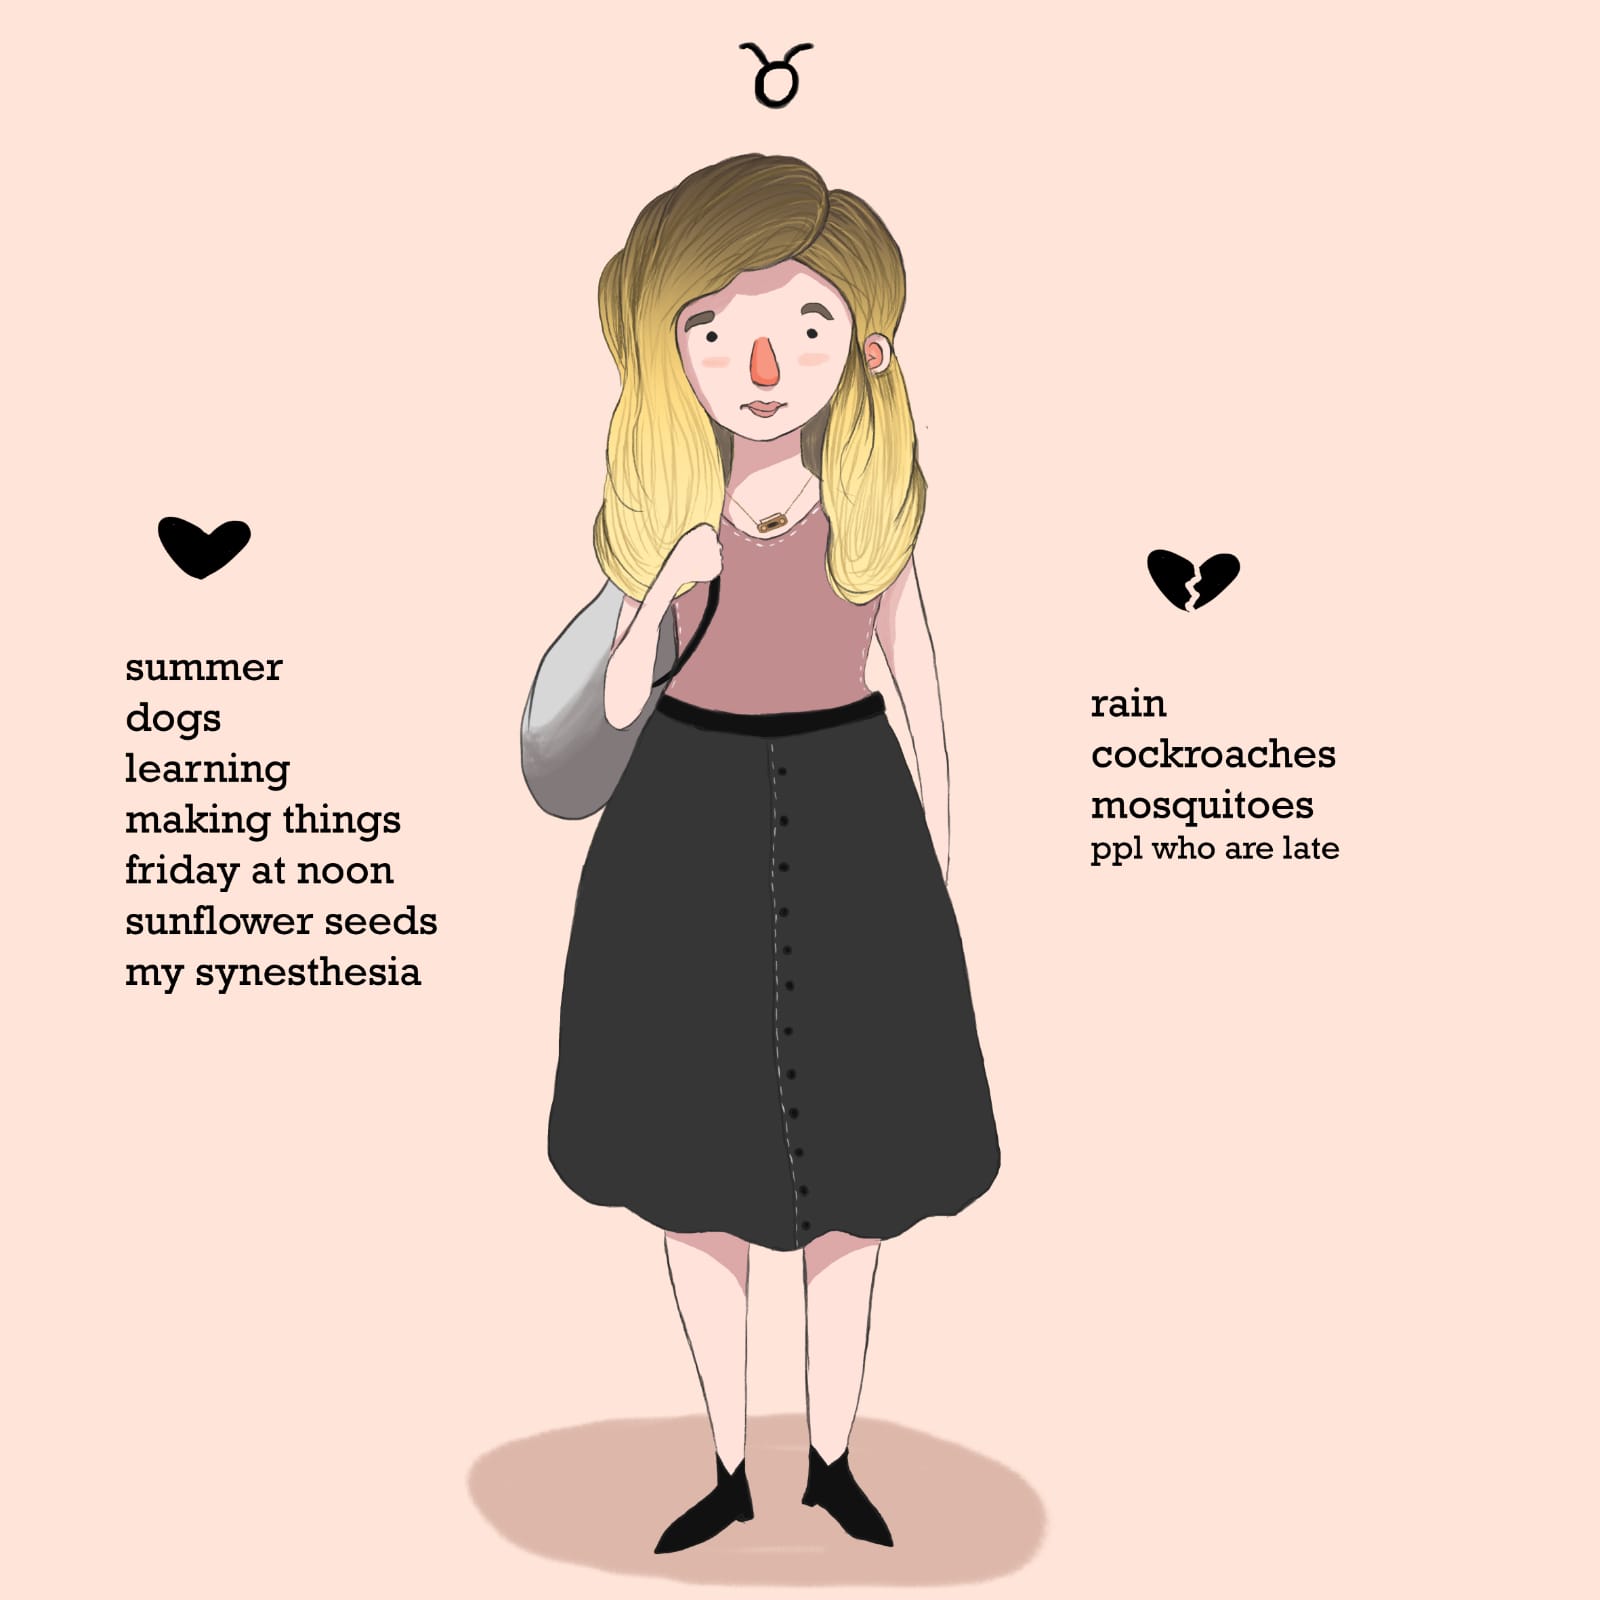 summer
dogs
learning
making things
friday at noon
sunflower seeds
my synesthesia
rain
cockroaches
mosquitoes
ppl who are late